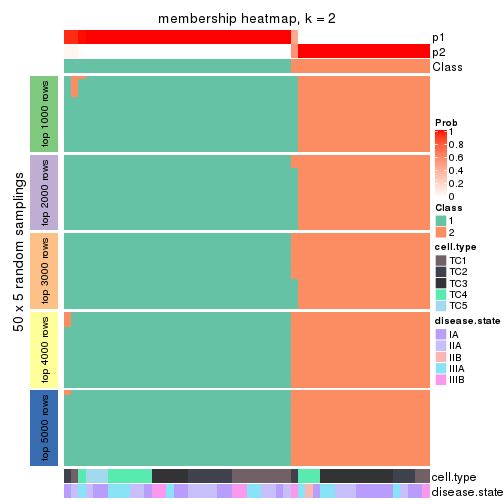 membership heatmap, k = 2
p1
p2
Class
50 x 5 random samplings
top 1000 rows
top 2000 rows
top 3000 rows
top 4000 rows
top 5000 rows
cell.type
disease.state
Prob
1
0.8
0.6
0.4
0.2
0
Class
1
2
cell.type
TC1
TC2
TC3
TC4
TC5
disease.state
IA
IIA
IIB
IIIA
IIIB